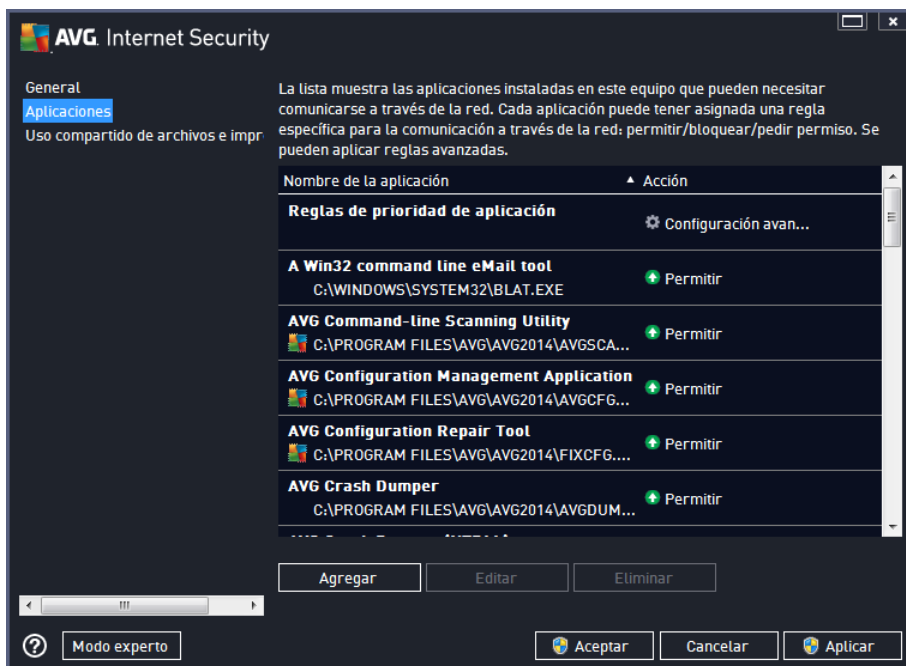 AVG. Internet Security
General
Aplicaciones
Uso compartido de archivos e impr
La lista muestra las aplicaciones instaladas en este equipo que pueden necesitar
comunicarse a través de la red. Cada aplicación puede tener asignada una regla
específica para la comunicación a través de la red: permitir/bloquear/pedir permiso. Se
pueden aplicar reglas avanzadas.
Nombre de la aplicación Acción
Reglas de prioridad de aplicación
Configuración avan...
A Win32 command line eMail tool
C:\WINDOWS\SYSTEM32\BLAT.EXE
Permitir
AVG Command-line Scanning Utility
C:\PROGRAM FILES\AVG\AVG2014\AVGSCA...
Permitir
AVG Configuration Management Application
C:\PROGRAM FILES\AVG\AVG2014\AVGCFG...
Permitir
AVG Configuration Repair Tool
C:\PROGRAM FILES\AVG\AVG2014\FIXCFG....
Permitir
AVG Crash Dumper
C:\PROGRAM FILES\AVG\AVG2014\AVGDUM...
Permitir
Agregar Editar Eliminar
Modo experto Aceptar Cancelar Aplicar